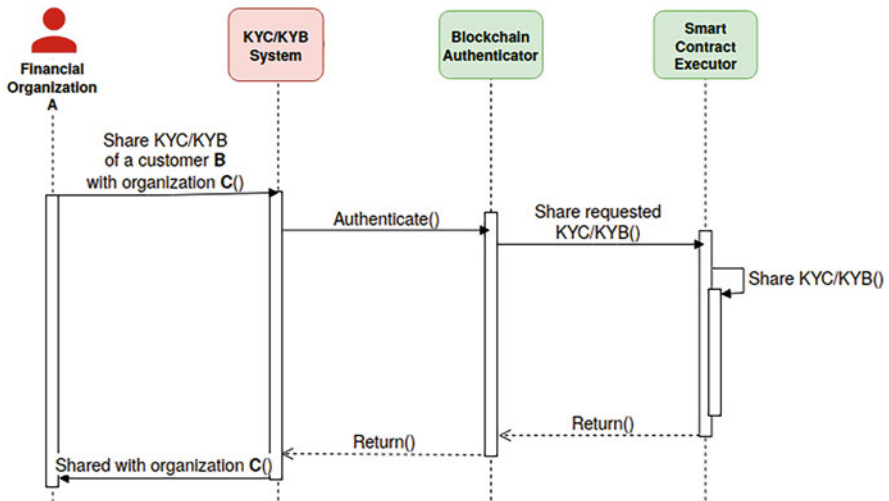 Financial
Organization
A
KYC/KYB
System
Blockchain
Authenticator
Smart
Contract
Executor
Share KYC/KYB
of a customer B
with organization C()
Authenticate()
Share requested
KYC/KYB()
Share KYC/KYB()
Return()
Return()
Shared with organization C()